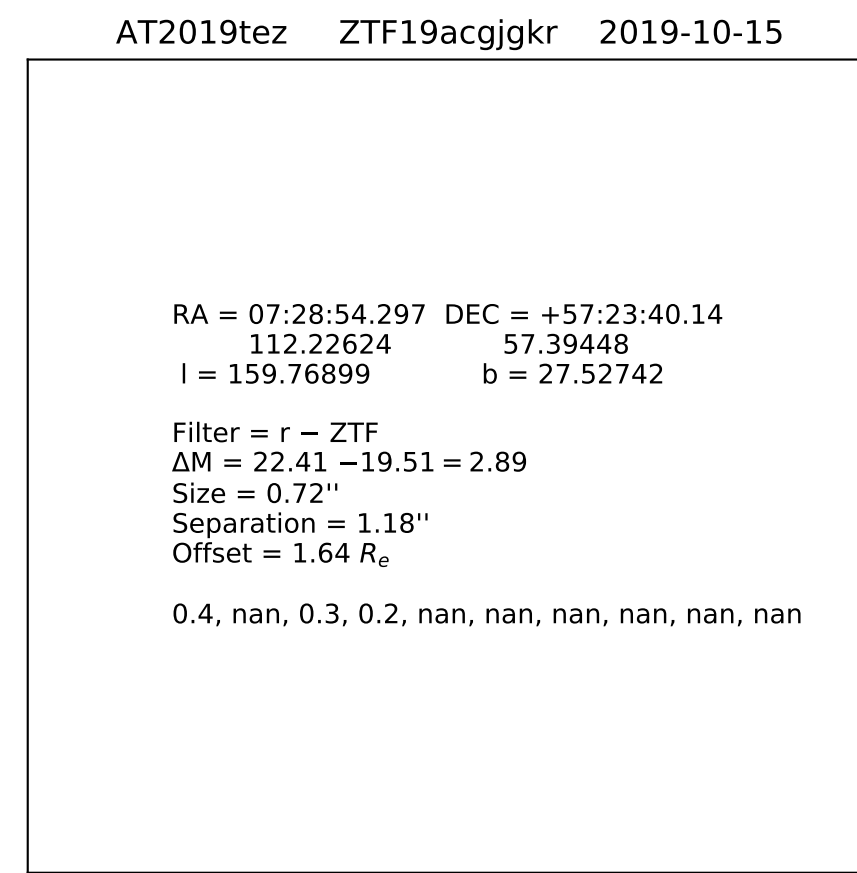 AT2019tez ZTF19acgjgkr 2019-10-15
RA = 07:28:54.297 DEC = +57:23:40.14
112.22624 57.39448
l = 159.76899 b = 27.52742
Filter = r − ZTF
ΔM = 22.41 −19.51 = 2.89
Size = 0.72''
Separation = 1.18''
Offset = 1.64 Rₑ
0.4, nan, 0.3, 0.2, nan, nan, nan, nan, nan, nan